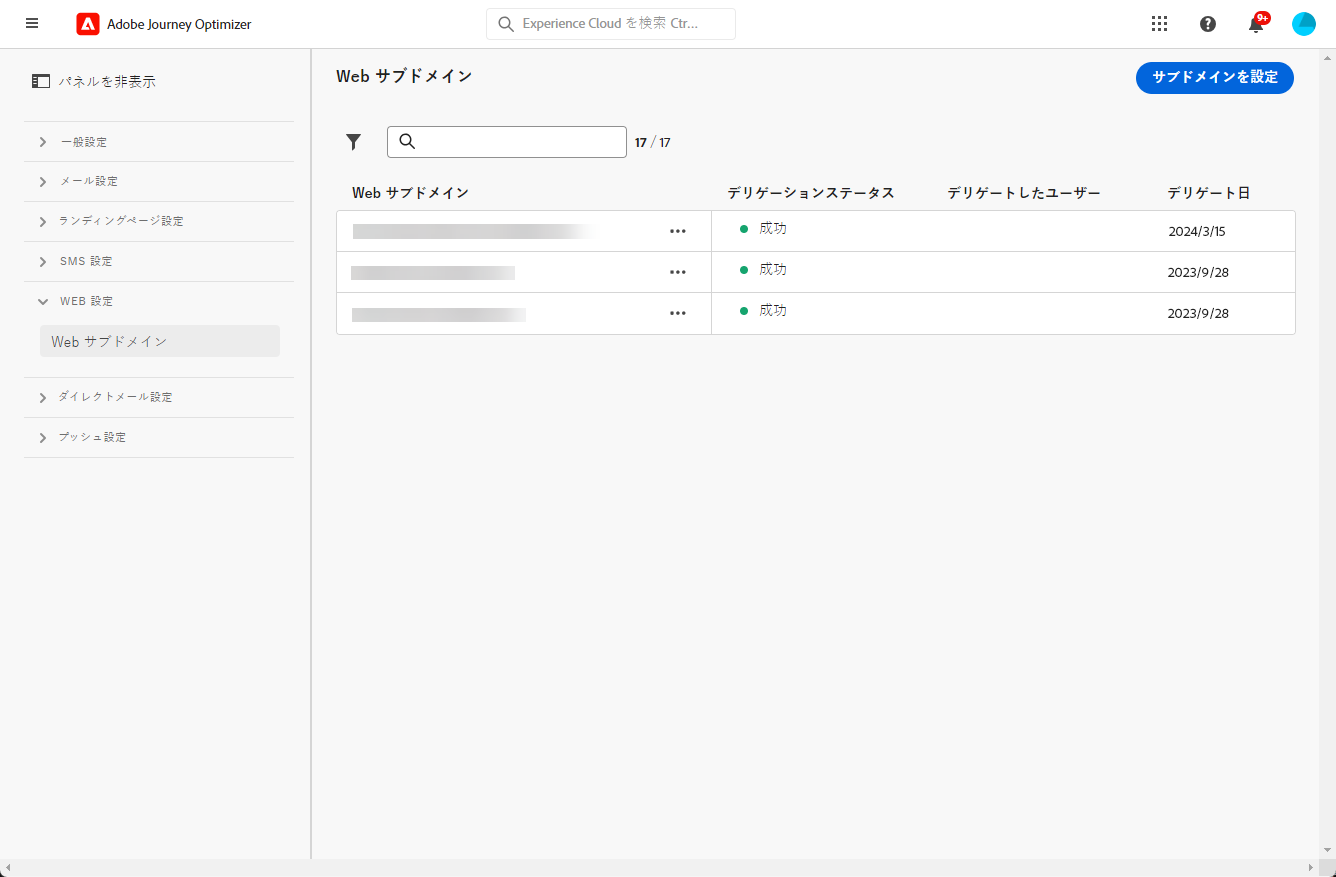 Adobe Journey Optimizer
Experience Cloud を検索 Ctr...
9+
パネルを非表示
一般設定
メール設定
ランディングページ設定
SMS 設定
WEB 設定
Web サブドメイン
ダイレクトメール設定
プッシュ設定
Web サブドメイン
サブドメインを設定
17 / 17
Web サブドメイン デリゲーションステータス デリゲートしたユーザー デリゲート日
成功 2024/3/15
成功 2023/9/28
成功 2023/9/28